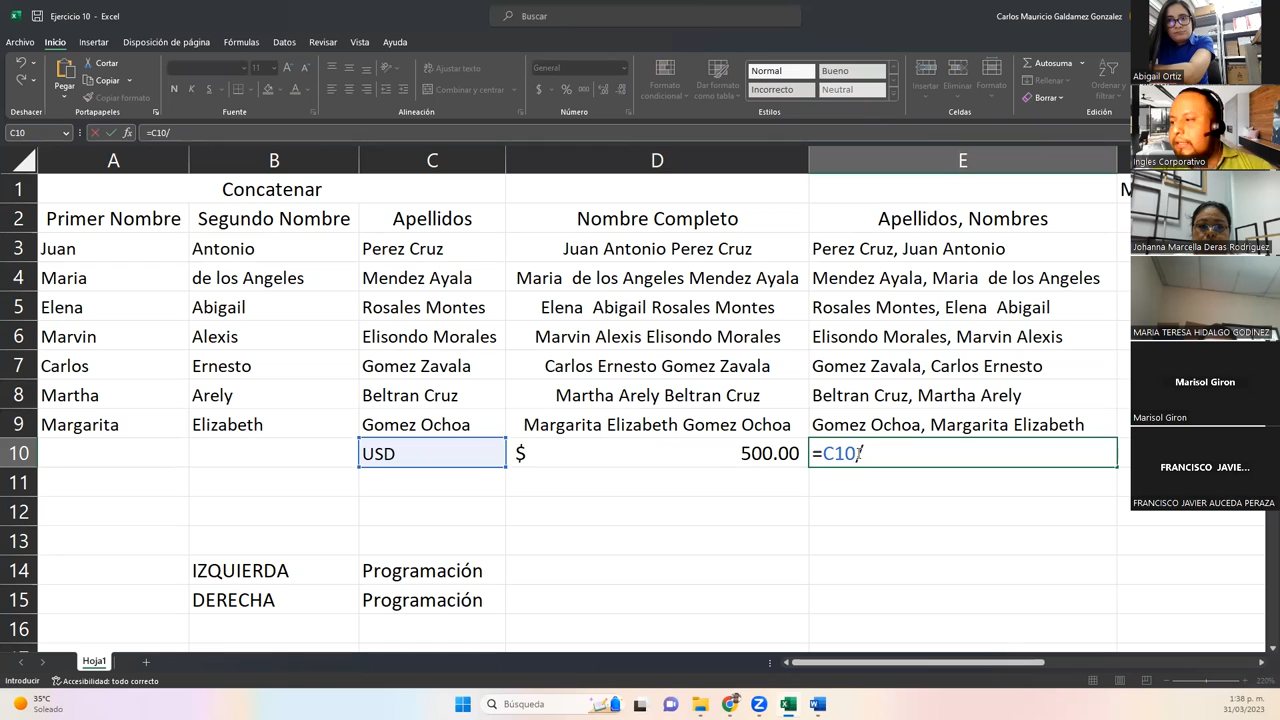 Ejercicio 10 - Excel
Buscar
Carlos Mauricio Galdamez Gonzalez
Archivo Inicio Insertar Disposición de página Fórmulas Datos Revisar Vista Ayuda
Deshacer
Pegar
Cortar
Copiar
Copiar formato
Portapapeles
N K S
Fuente
Ajustar texto
Combinar y centrar
Alineación
General
$ % 000
Número
Formato condicional
Dar formato como tabla
Normal Bueno
Incorrecto Neutral
Estilos
Insertar Eliminar Formato
Celdas
Autosuma
Rellenar
Borrar
Edición
C10 fx =C10/
A B C D E
1 Concatenar
2 Primer Nombre Segundo Nombre Apellidos Nombre Completo Apellidos, Nombres
3 Juan Antonio Perez Cruz Juan Antonio Perez Cruz Perez Cruz, Juan Antonio
4 Maria de los Angeles Mendez Ayala Maria  de los Angeles Mendez Ayala Mendez Ayala, Maria  de los Angeles
5 Elena Abigail Rosales Montes Elena  Abigail Rosales Montes Rosales Montes, Elena  Abigail
6 Marvin Alexis Elisondo Morales Marvin Alexis Elisondo Morales Elisondo Morales, Marvin Alexis
7 Carlos Ernesto Gomez Zavala Carlos Ernesto Gomez Zavala Gomez Zavala, Carlos Ernesto
8 Martha Arely Beltran Cruz Martha Arely Beltran Cruz Beltran Cruz, Martha Arely
9 Margarita Elizabeth Gomez Ochoa Margarita Elizabeth Gomez Ochoa Gomez Ochoa, Margarita Elizabeth
10 USD $ 500.00 =C10/
11
12
13
14 IZQUIERDA Programación
15 DERECHA Programación
16
Hoja1
Introducir
Accesibilidad: todo correcto
220%
35°C
Soleado
Búsqueda
1:38 p. m.
31/03/2023
Abigail Ortiz
Ingles Corporativo
Johanna Marcella Deras Rodriguez
MARIA TERESA HIDALGO GODINEZ
Marisol Giron
Marisol Giron
FRANCISCO JAVIE...
FRANCISCO JAVIER AUCEDA PERAZA